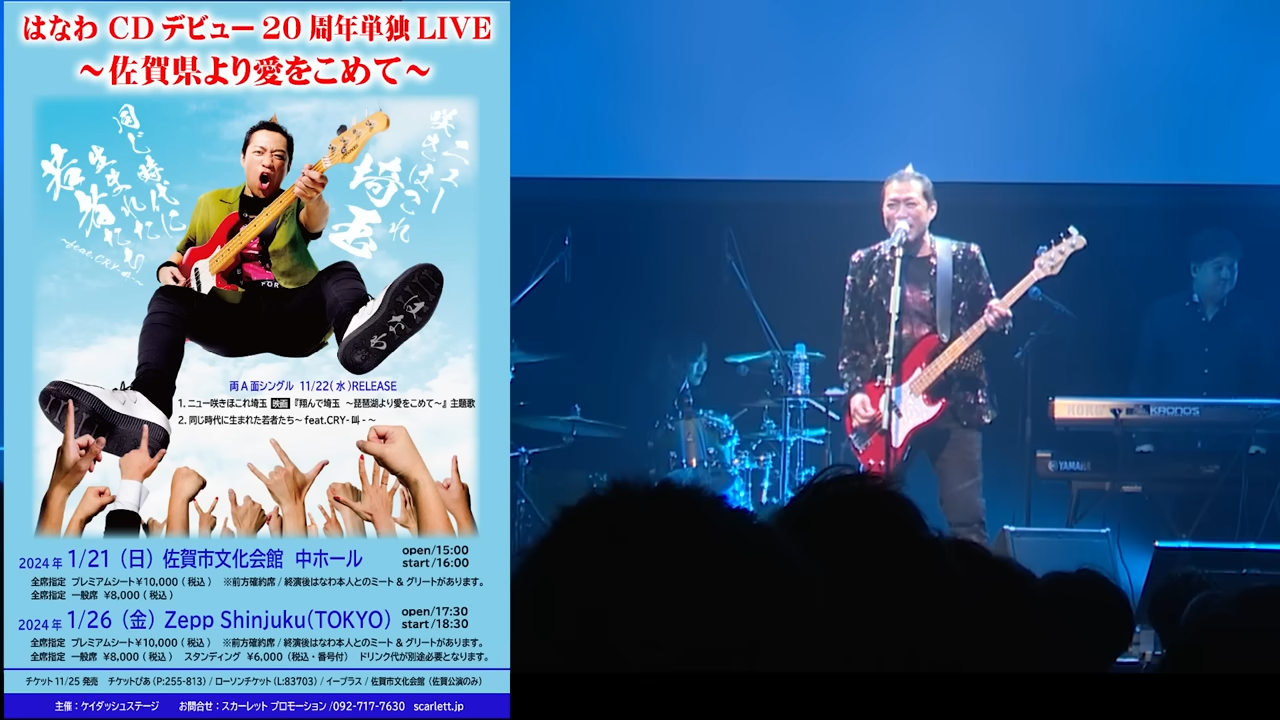 はなわ CDデビュー20周年単独LIVE
～佐賀県より愛をこめて～
ニュー
咲きほこれ
埼玉
同じ時代に
生まれた
若者たち
～feat.CRY-叫-～
FOR
はなわ
両A面シングル 11/22(水)RELEASE
1. ニュー咲きほこれ埼玉 映画『翔んで埼玉 ～琵琶湖より愛をこめて～』主題歌
2. 同じ時代に生まれた若者たち～feat.CRY-叫-～
2024年 1/21（日）佐賀市文化会館 中ホール open/15:00 start/16:00
全席指定 プレミアムシート￥10,000(税込) ※前方確約席/終演後はなわ本人とのミート&グリートがあります。
全席指定 一般席 ￥8,000(税込)
2024年 1/26（金）Zepp Shinjuku(TOKYO) open/17:30 start/18:30
全席指定 プレミアムシート￥10,000(税込) ※前方確約席/終演後はなわ本人とのミート&グリートがあります。
全席指定 一般席 ￥8,000(税込) スタンディング ￥6,000(税込・番号付) ドリンク代が別途必要となります。
チケット11/25発売 チケットぴあ(P:255-813)/ローソンチケット(L:83703)/イープラス/佐賀市文化会館(佐賀公演のみ)
主催：ケイダッシュステージ お問合せ：スカーレット プロモーション/092-717-7630 scarlett.jp
KORG KRONOS
YAMAHA